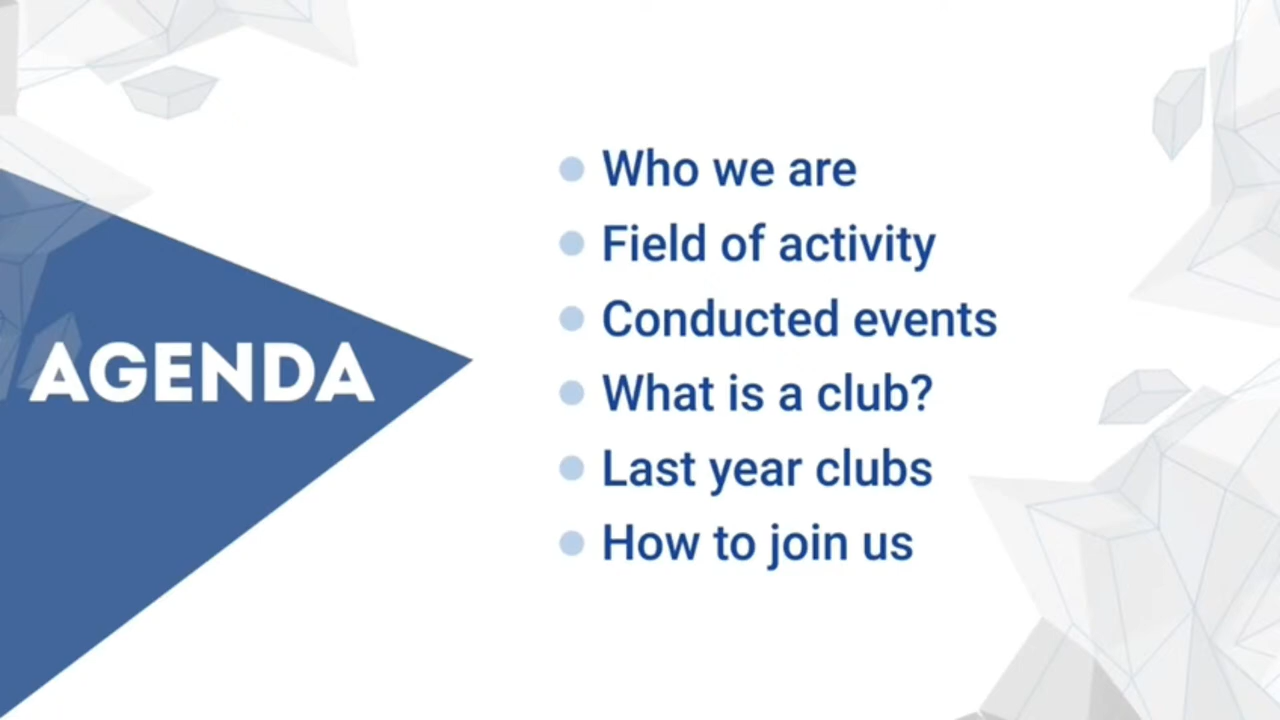 AGENDA
Who we are
Field of activity
Conducted events
What is a club?
Last year clubs
How to join us